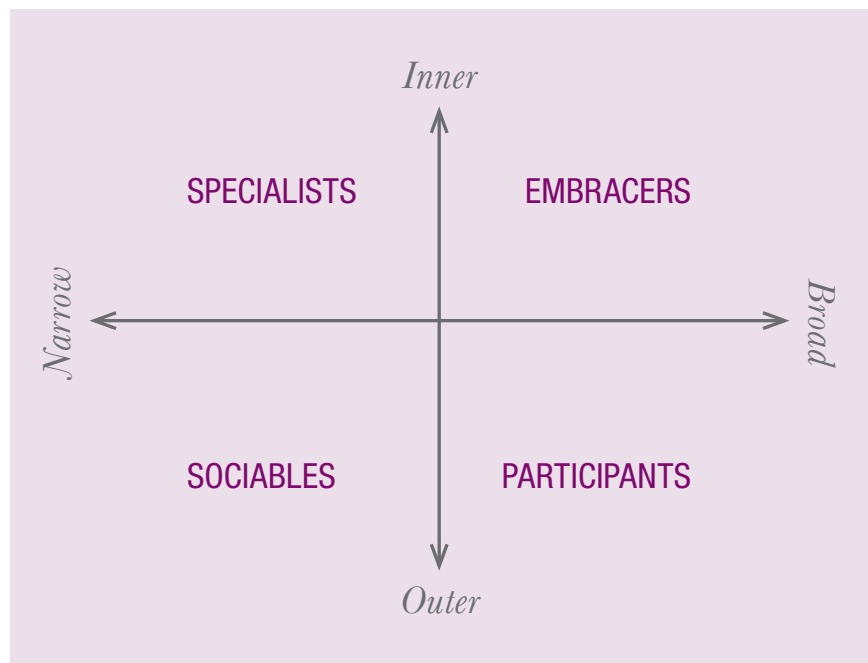 Inner
SPECIALISTS
EMBRACERS
Narrow
Broad
SOCIABLES
PARTICIPANTS
Outer